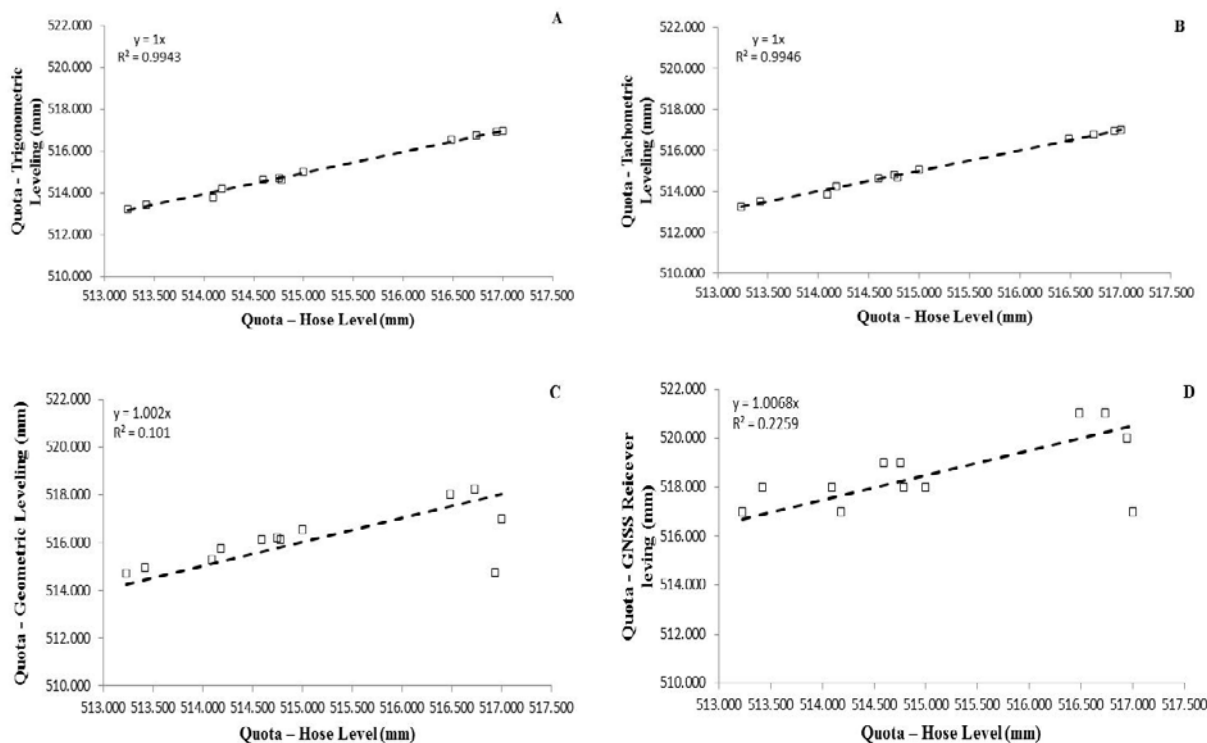 A
y = 1x
R² = 0.9943
Quota - Trigonometric
Leveling (mm)
522.000
520.000
518.000
516.000
514.000
512.000
510.000
513.000 513.500 514.000 514.500 515.000 515.500 516.000 516.500 517.000 517.500
Quota – Hose Level (mm)
B
y = 1x
R² = 0.9946
Quota - Tachometric
Leveling (mm)
522.000
520.000
518.000
516.000
514.000
512.000
510.000
513.000 513.500 514.000 514.500 515.000 515.500 516.000 516.500 517.000 517.500
Quota - Hose Level (mm)
C
y = 1.002x
R² = 0.101
Quota - Geometric Leveling (mm)
522.000
520.000
518.000
516.000
514.000
512.000
510.000
513.000 513.500 514.000 514.500 515.000 515.500 516.000 516.500 517.000 517.500
Quota – Hose Level (mm)
D
y = 1.0068x
R² = 0.2259
Quota - GNSS Reicever
leving (mm)
522.000
520.000
518.000
516.000
514.000
512.000
510.000
513.000 513.500 514.000 514.500 515.000 515.500 516.000 516.500 517.000 517.500
Quota – Hose Level (mm)